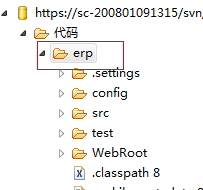 https://sc-200801091315/svn
代码
erp
.settings
config
src
test
WebRoot
.classpath 8